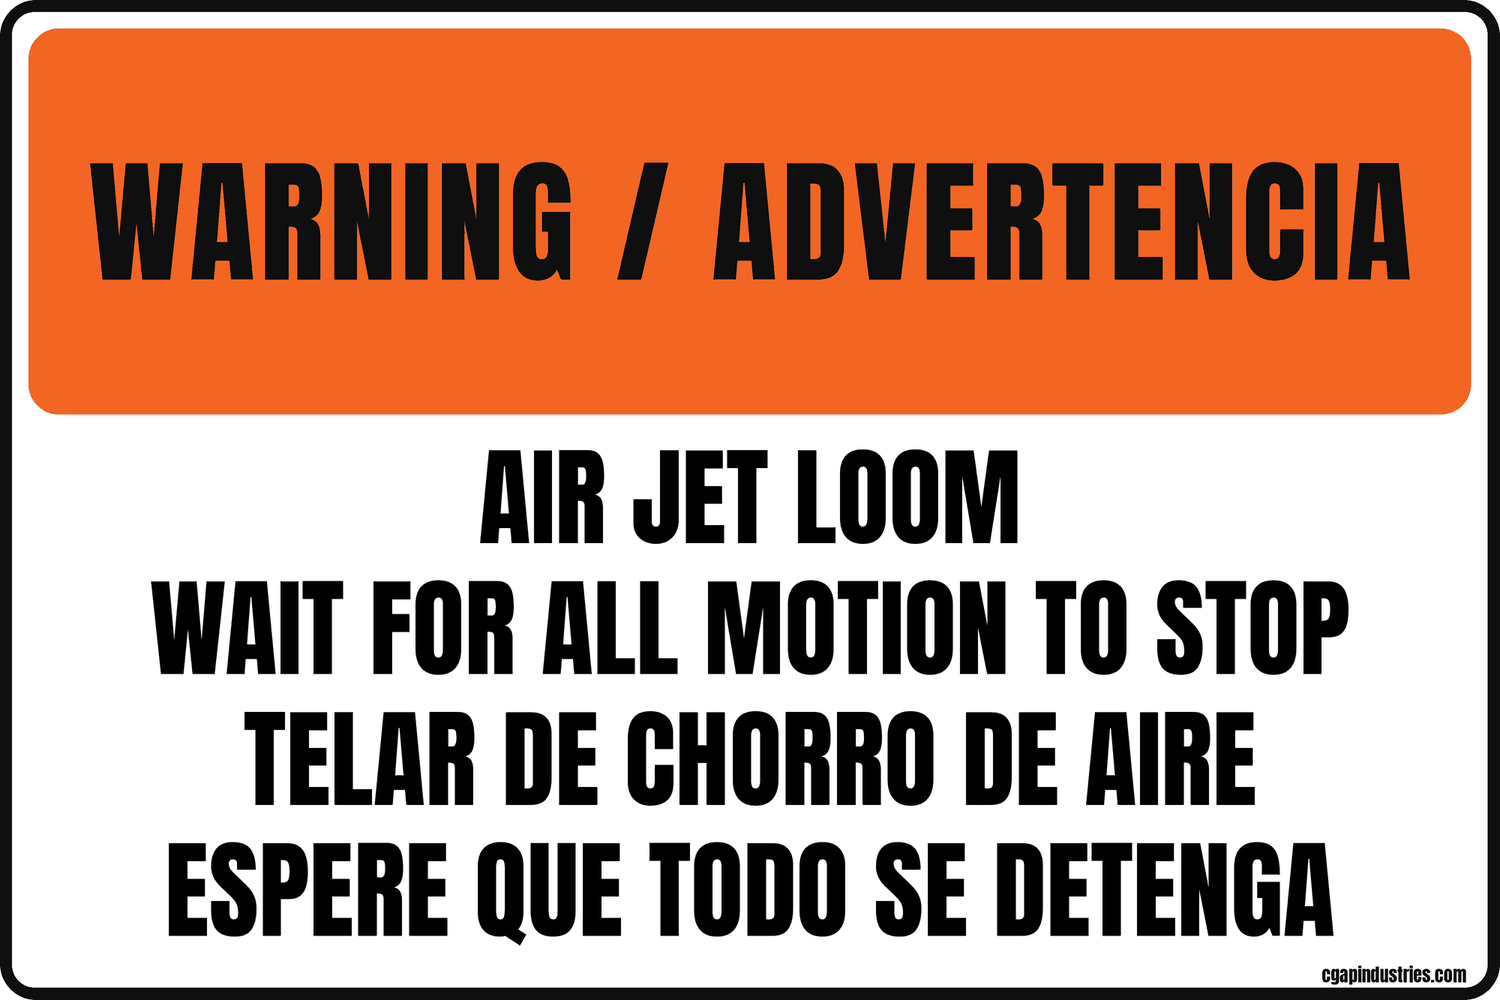 WARNING / ADVERTENCIA
AIR JET LOOM
WAIT FOR ALL MOTION TO STOP
TELAR DE CHORRO DE AIRE
ESPERE QUE TODO SE DETENGA
cgapindustries.com